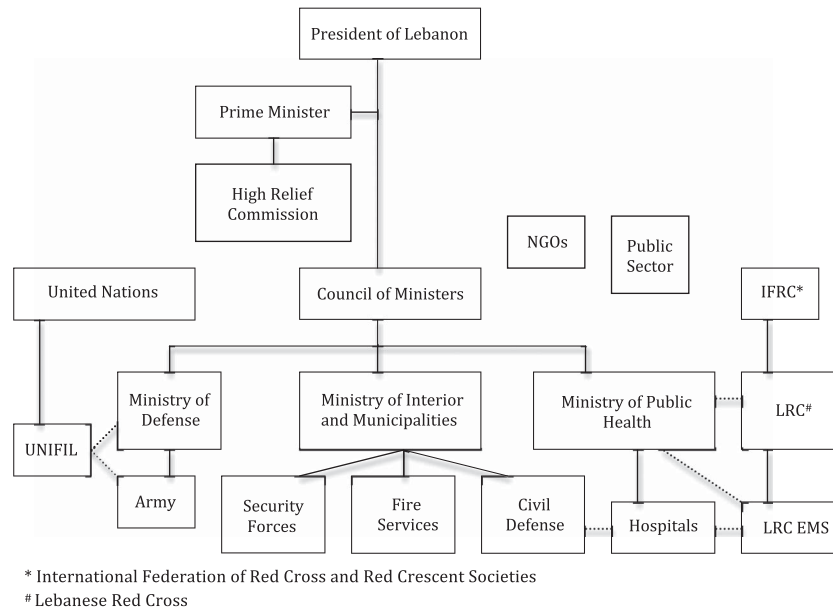 President of Lebanon
Prime Minister
High Relief
Commission
NGOs
Public
Sector
United Nations
Council of Ministers
IFRC*
Ministry of
Defense
Ministry of Interior
and Municipalities
Ministry of Public
Health
LRC#
UNIFIL
Army
Security
Forces
Fire
Services
Civil
Defense
Hospitals
LRC EMS
* International Federation of Red Cross and Red Crescent Societies
# Lebanese Red Cross